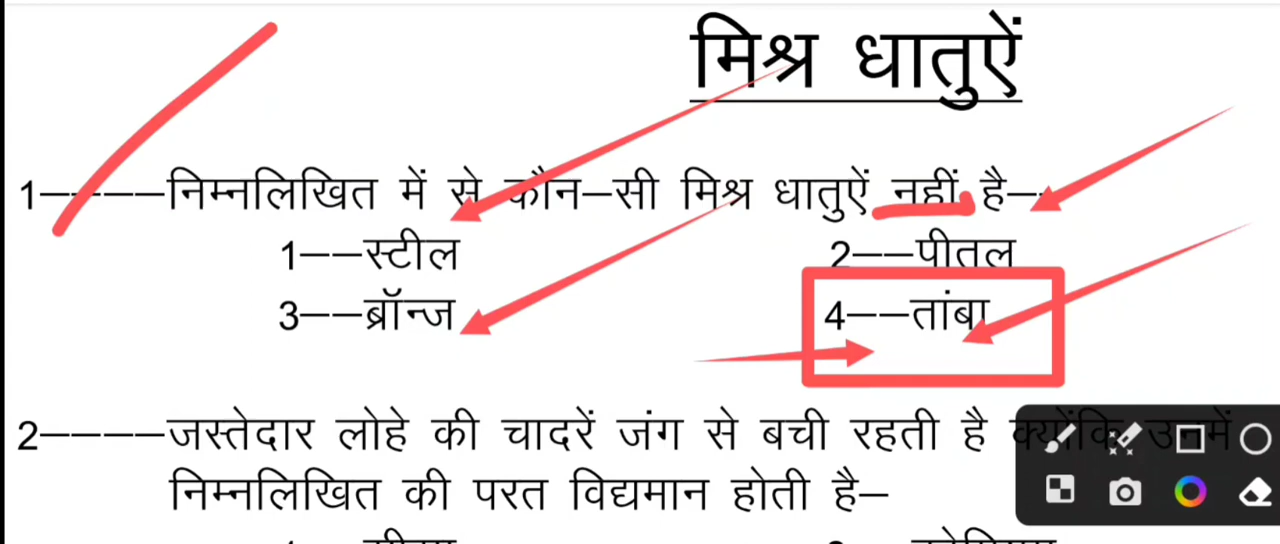 मिश्र धातुऐं
1––––निम्नलिखित में से कौन–सी मिश्र धातुऐं नहीं है–
1––स्टील 2––पीतल
3––ब्रॉन्ज 4––तांबा
2––––जस्तेदार लोहे की चादरें जंग से बची रहती है क्योंकि उनमें
निम्नलिखित की परत विद्यमान होती है–